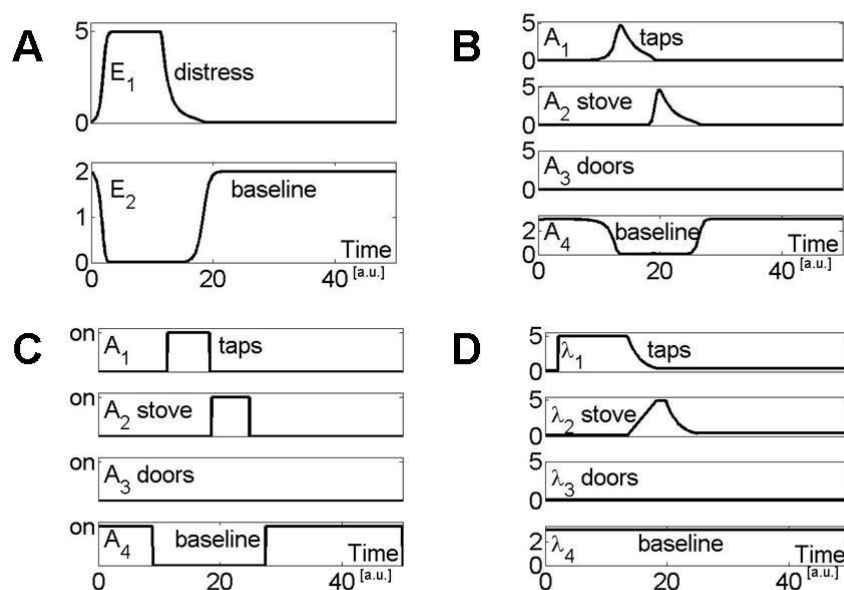 A
5
E1 distress
0
2
E2 baseline
1
Time
0
0 20 40 [a.u.]
B
5
A1 taps
0
5
A2 stove
0
5
A3 doors
0
2 A4 baseline Time
0
0 20 40 [a.u.]
C
on
A1 taps
on
A2 stove
on
A3 doors
on
A4 baseline Time
0 20 40 [a.u.]
D
5
λ1 taps
0
5
λ2 stove
0
5
λ3 doors
0
2 λ4 baseline Time
0
0 20 40 [a.u.]